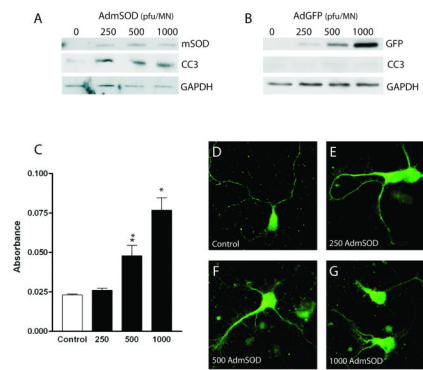 A
AdmSOD (pfu/MN)
0 250 500 1000
mSOD
CC3
GAPDH
B
AdGFP (pfu/MN)
0 250 500 1000
GFP
CC3
GAPDH
C
Absorbance
0.100
0.075
0.050
0.025
0.000
**
*
Control 250 500 1000
D
Control
E
250 AdmSOD
F
500 AdmSOD
G
1000 AdmSOD